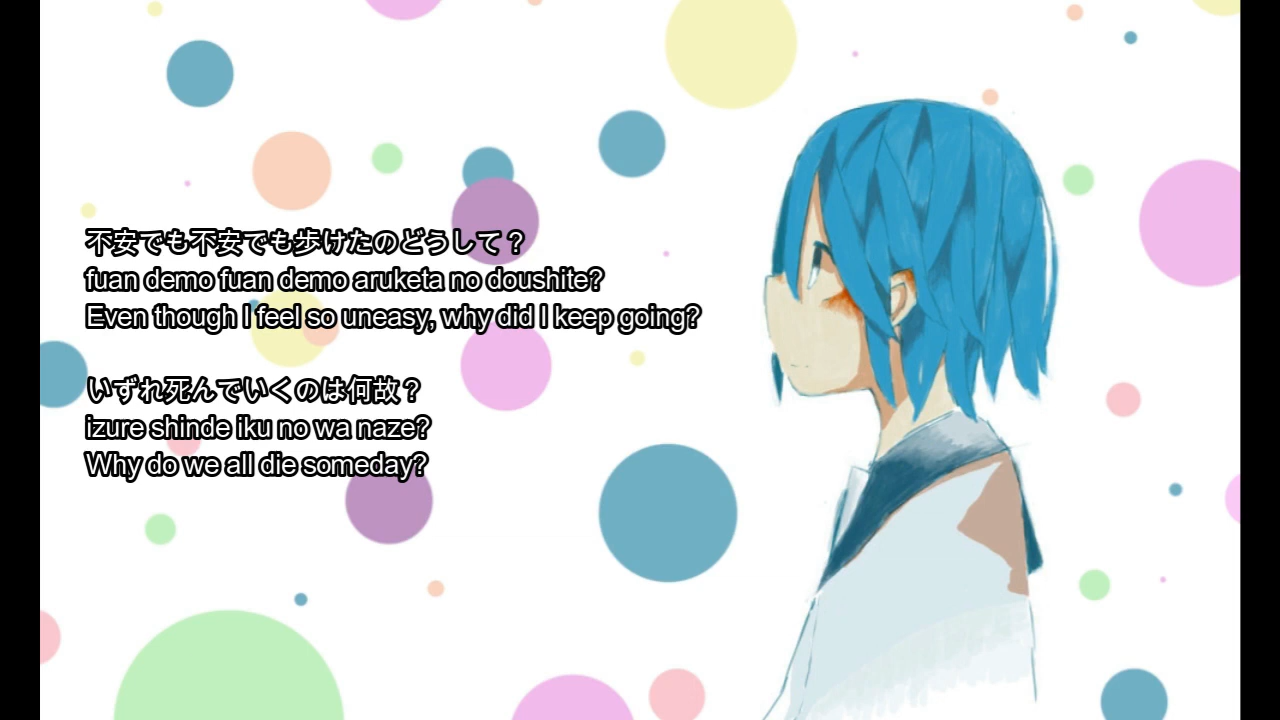 不安でも不安でも歩けたのどうして？
fuan demo fuan demo aruketa no doushite?
Even though I feel so uneasy, why did I keep going?
いずれ死んでいくのは何故？
izure shinde iku no wa naze?
Why do we all die someday?